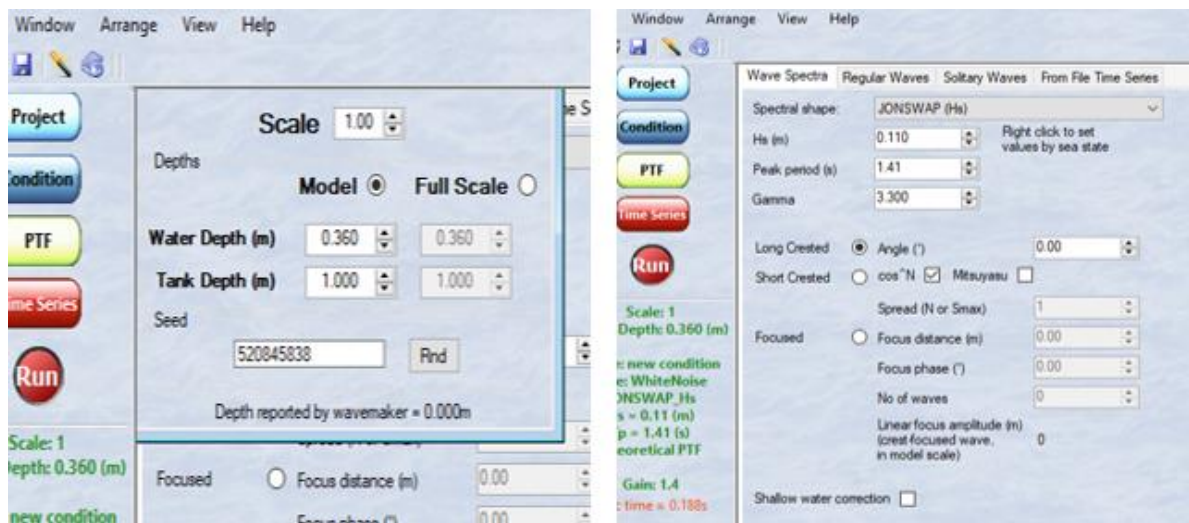 Window Arrange View Help
Project
Condition
PTF
Time Series
Run
Scale: 1
Depth: 0.360 (m)
new condition
Scale 1.00
Depths
Model Full Scale
Water Depth (m) 0.360 0.360
Tank Depth (m) 1.000 1.000
Seed
520845838 Rnd
Depth reported by wavemaker = 0.000m
Focused Focus distance (m) 0.00
Focus phase (°) 0.00
Window Arrange View Help
Project
Condition
PTF
Time Series
Run
Scale: 1
Depth: 0.360 (m)
e: new condition
e: WhiteNoise
ONSWAP_Hs
s = 0.11 (m)
p = 1.41 (s)
eoretical PTF
Gain: 1.4
time = 0.188s
Wave Spectra Regular Waves Solitary Waves From File Time Series
Spectral shape: JONSWAP (Hs)
Hs (m) 0.110 Right click to set
values by sea state
Peak period (s) 1.41
Gamma 3.300
Long Crested Angle (°) 0.00
Short Crested cos^N Mitsuyasu
Spread (N or Smax) 1
Focused Focus distance (m) 0.00
Focus phase (°) 0.00
No of waves 0
Linear focus amplitude (m)
(crest-focused wave, 0
in model scale)
Shallow water correction